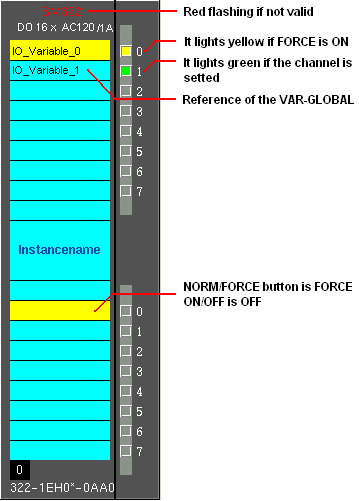 Red flashing if not valid
DO 16 x AC120/1A
IO_Variable_0
0
It lights yellow if FORCE is ON
IO_Variable_1
1
It lights green if the channel is
setted
2
Reference of the VAR-GLOBAL
3
4
5
6
7
Instancename
NORM/FORCE button is FORCE
ON/OFF is OFF
0
1
2
3
4
5
6
7
0
322-1EH0*-0AA0